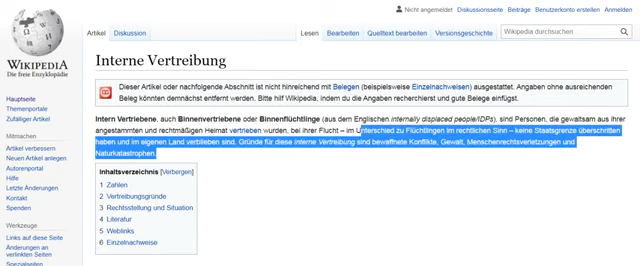 Nicht angemeldet Diskussionsseite Beiträge Benutzerkonto erstellen Anmelden
Artikel Diskussion Lesen Bearbeiten Quelltext bearbeiten Versionsgeschichte Wikipedia durchsuchen
WIKIPEDIA
Die freie Enzyklopädie
Hauptseite
Themenportale
Zufälliger Artikel
Mitmachen
Artikel verbessern
Neuen Artikel anlegen
Autorenportal
Hilfe
Letzte Änderungen
Kontakt
Spenden
Werkzeuge
Links auf diese Seite
Änderungen an
verlinkten Seiten
Spezialseiten
Interne Vertreibung
Dieser Artikel oder nachfolgende Abschnitt ist nicht hinreichend mit Belegen (beispielsweise Einzelnachweisen) ausgestattet. Angaben ohne ausreichenden
Beleg könnten demnächst entfernt werden. Bitte hilf Wikipedia, indem du die Angaben recherchierst und gute Belege einfügst.
Intern Vertriebene, auch Binnenvertriebene oder Binnenflüchtlinge (aus dem Englischen internally displaced people/IDPs), sind Personen, die gewaltsam aus ihrer
angestammten und rechtmäßigen Heimat vertrieben wurden, bei ihrer Flucht – im Unterschied zu Flüchtlingen im rechtlichen Sinn – keine Staatsgrenze überschritten
haben und im eigenen Land verblieben sind. Gründe für diese interne Vertreibung sind bewaffnete Konflikte, Gewalt, Menschenrechtsverletzungen und
Naturkatastrophen.
Inhaltsverzeichnis [Verbergen]
1 Zahlen
2 Vertreibungsgründe
3 Rechtsstellung und Situation
4 Literatur
5 Weblinks
6 Einzelnachweise